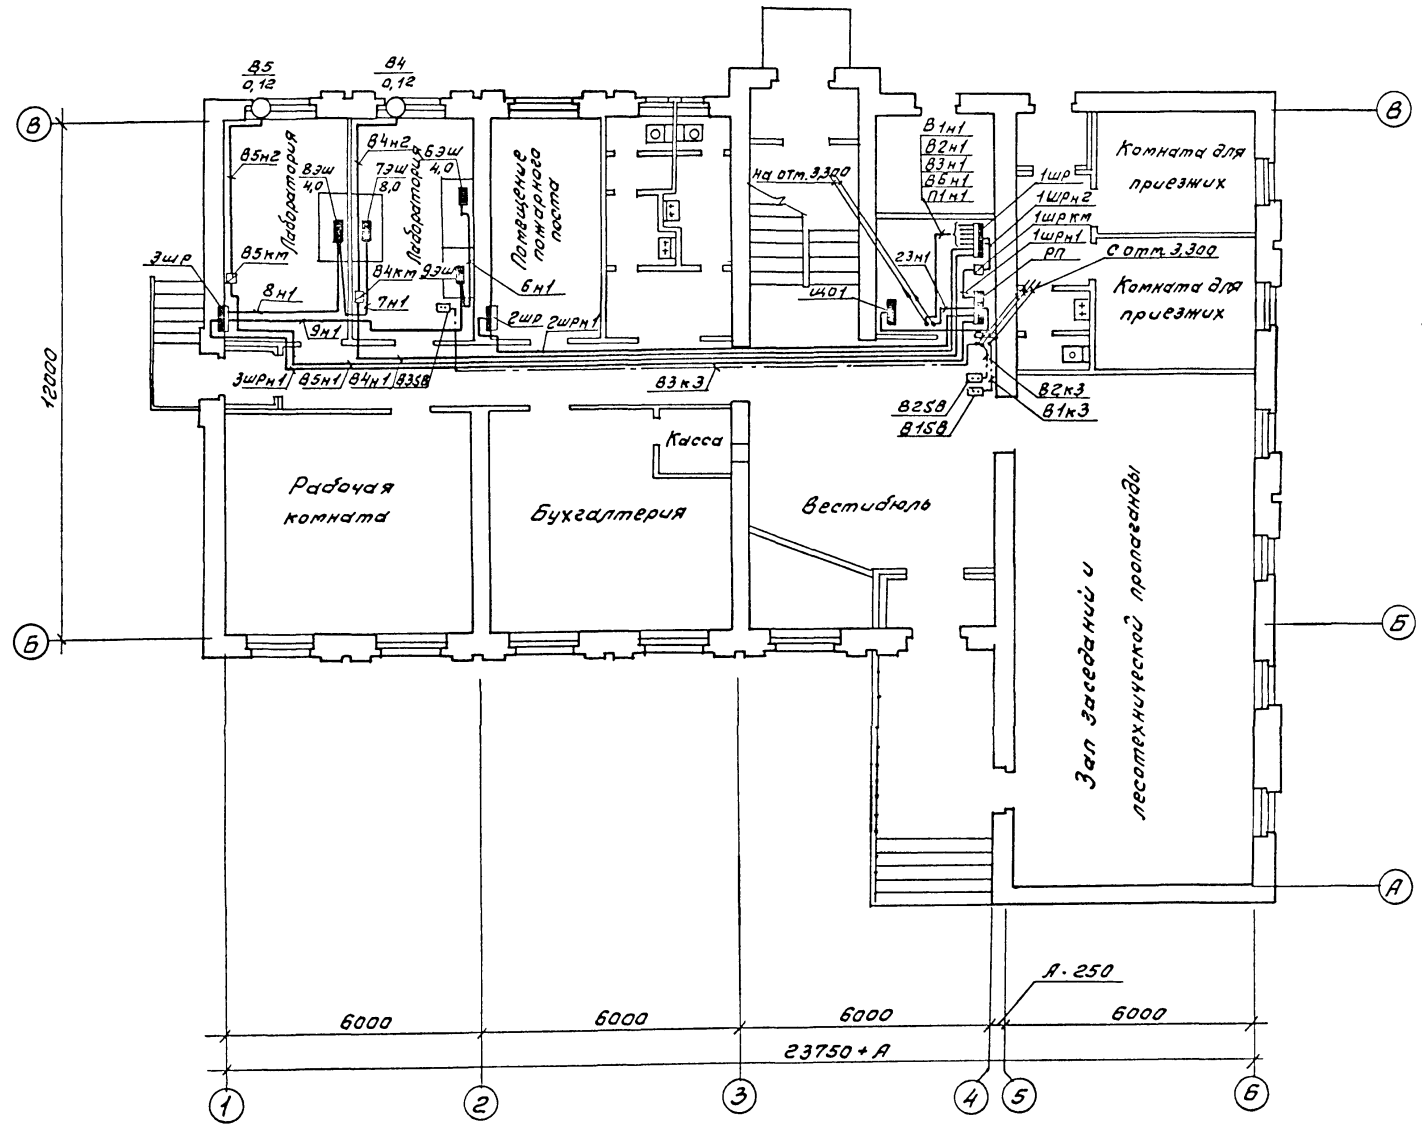 В5
0,12
В4
0,12
В
В
В5н2
Лаборатория
8ЭШ
4,0
В4н2
7ЭШ
8,0
Лаборатория
6ЭШ
4,0
Помещение
пожарного
поста
на отм. 3,300
В1н1
В2н1
В3н1
В6н1
П1н1
1ШР
1ШРн2
1ШРКМ
1ШРн1
РП
с отм. 3,300
Комната для
приезжих
Комната для
приезжих
3ШР
В5КМ
8н1
9н1
В4КМ
9ЭШ
7н1
6н1
2ШР
2ШРн1
ЩО1
23н1
3ШРн1
В5н1
В4н1
В3SВ
В3к3
В2SВ
В1SВ
В2к3
В1к3
12000
Касса
Рабочая
комната
Бухгалтерия
Вестибюль
Зал заседаний и
лесотехнической пропаганды
Б
Б
А
А-250
6000
6000
6000
6000
23750+А
1
2
3
4
5
6